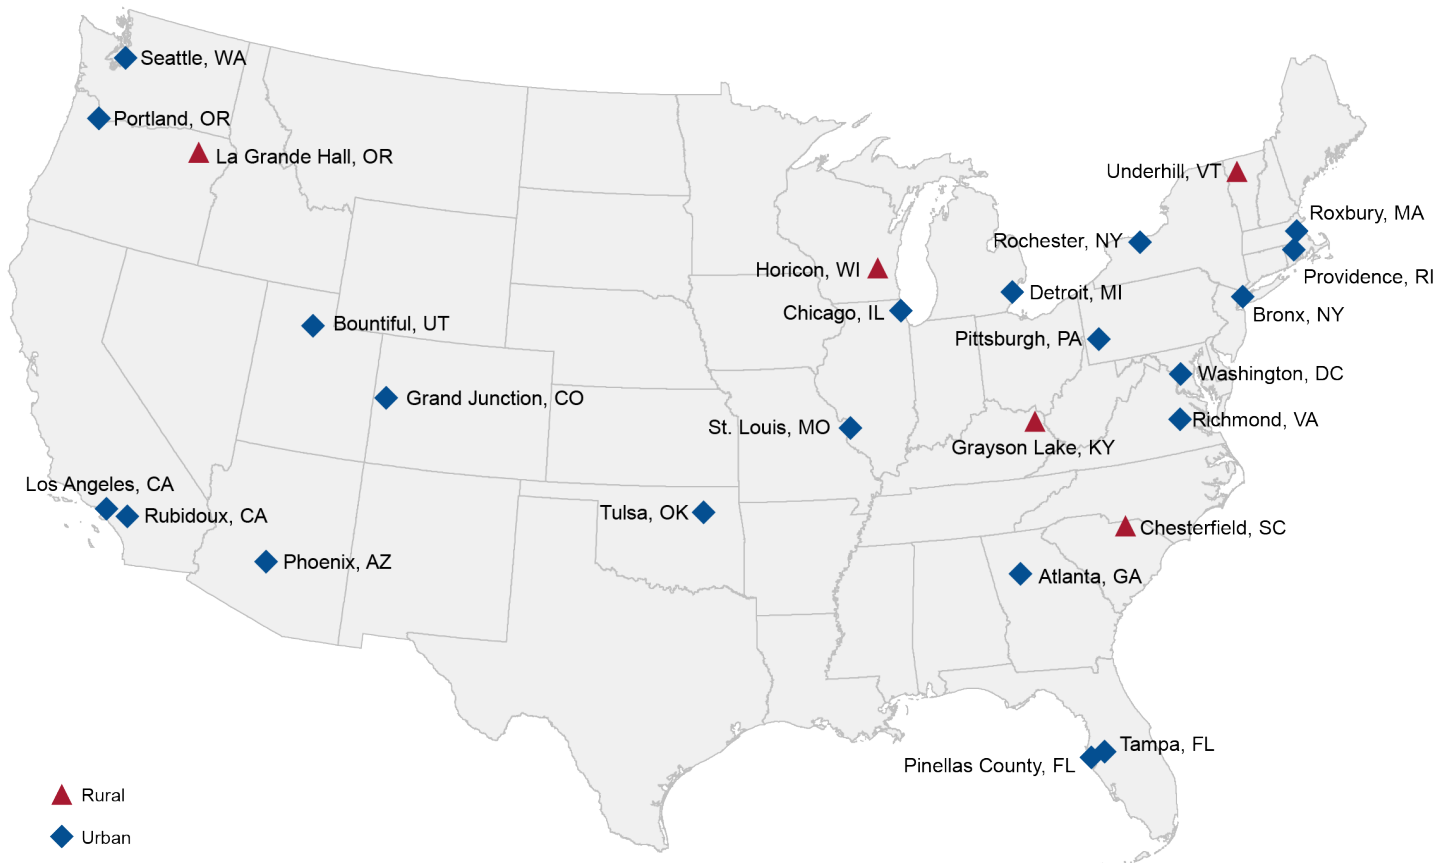 Seattle, WA
Portland, OR
La Grande Hall, OR
Underhill, VT
Roxbury, MA
Rochester, NY
Horicon, WI
Providence, RI
Detroit, MI
Chicago, IL
Bronx, NY
Bountiful, UT
Pittsburgh, PA
Washington, DC
Grand Junction, CO
St. Louis, MO
Richmond, VA
Grayson Lake, KY
Los Angeles, CA
Rubidoux, CA
Tulsa, OK
Chesterfield, SC
Phoenix, AZ
Atlanta, GA
Tampa, FL
Pinellas County, FL
Rural
Urban